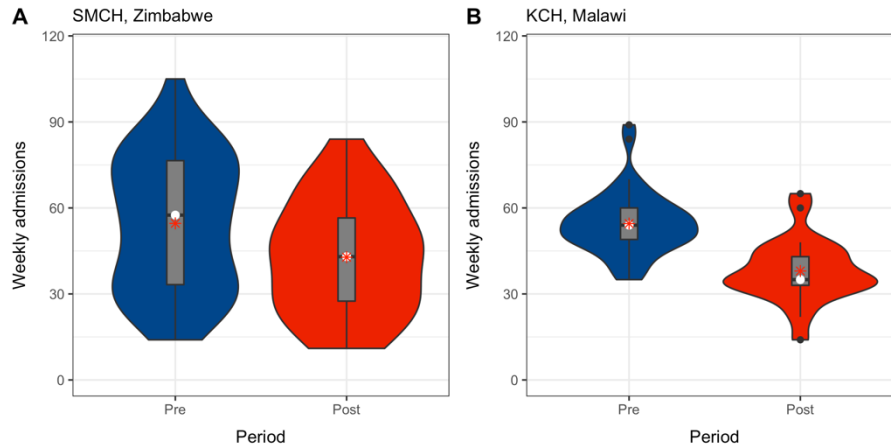 A SMCH, Zimbabwe
120
90
60
30
0
Weekly admissions
Pre Post
Period
B KCH, Malawi
120
90
60
30
0
Weekly admissions
Pre Post
Period